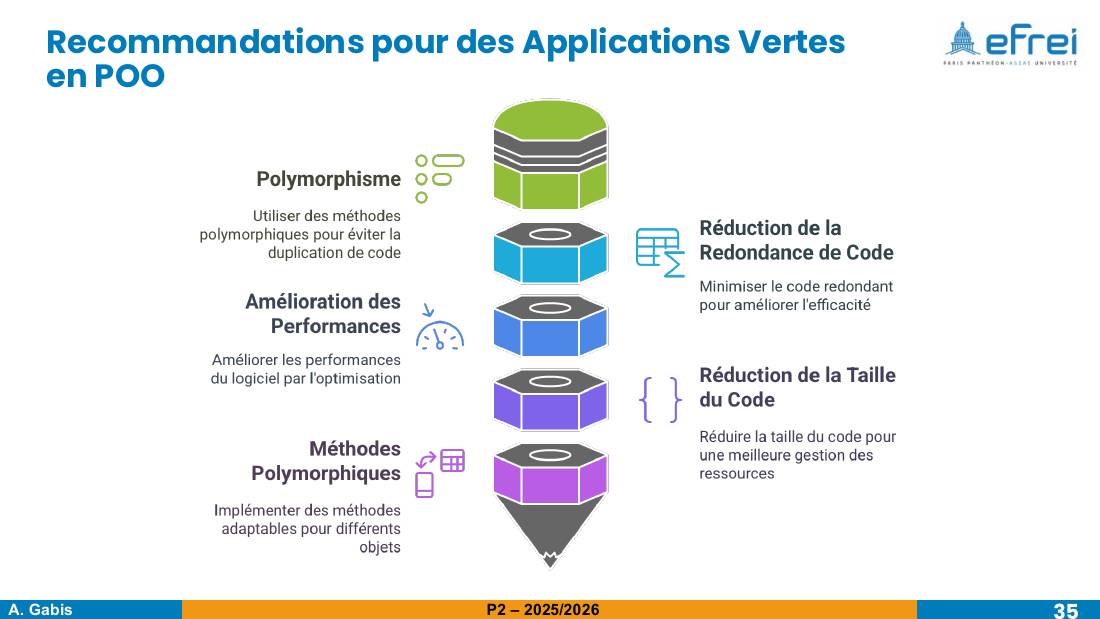 Recommandations pour des Applications Vertes
en POO
efrei
PARIS PANTHÉON-ASSAS UNIVERSITÉ
Polymorphisme
Utiliser des méthodes
polymorphiques pour éviter la
duplication de code
Réduction de la
Redondance de Code
Minimiser le code redondant
pour améliorer l'efficacité
Amélioration des
Performances
Améliorer les performances
du logiciel par l'optimisation
Réduction de la Taille
du Code
Réduire la taille du code pour
une meilleure gestion des
ressources
Méthodes
Polymorphiques
Implémenter des méthodes
adaptables pour différents
objets
A. Gabis
P2 – 2025/2026
35